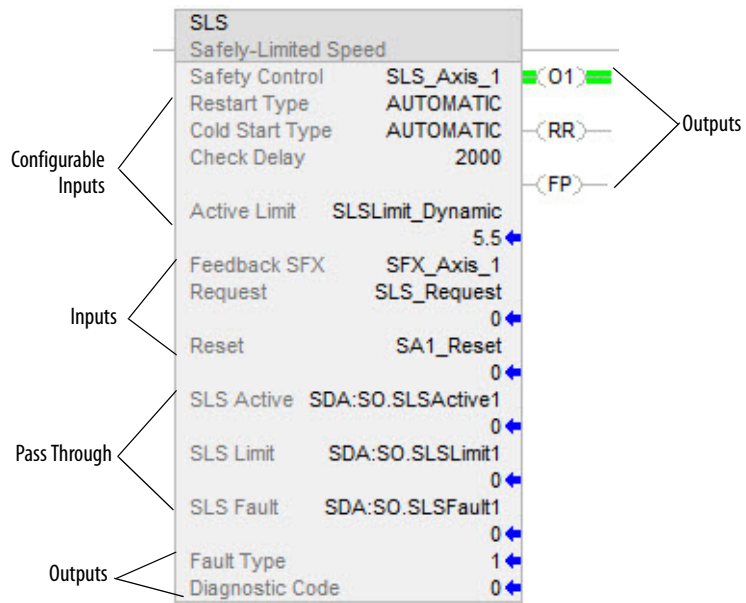 SLS
Safely-Limited Speed
Safety Control SLS_Axis_1 O1
Restart Type AUTOMATIC
Cold Start Type AUTOMATIC RR
Check Delay 2000
FP
Outputs
Configurable
Inputs
Active Limit SLSLimit_Dynamic
5.5
Feedback SFX SFX_Axis_1
Request SLS_Request
0
Inputs
Reset SA1_Reset
0
SLS Active SDA:SO.SLSActive1
0
Pass Through
SLS Limit SDA:SO.SLSLimit1
0
SLS Fault SDA:SO.SLSFault1
0
Outputs
Fault Type 1
Diagnostic Code 0